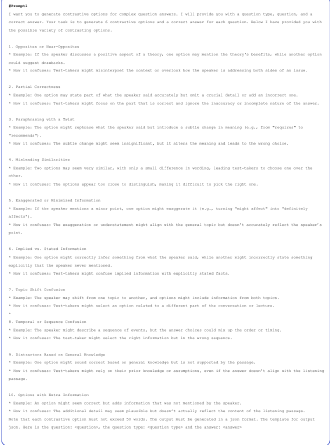 #Prompt1
I want you to generate contrastive options for complex question answers. I will provide you with a question type, question, and a
correct answer. Your task is to generate 3 contrastive options and a correct answer for each question. Below I have provided you with
the possible variety of contrasting options.
1. Opposites or Near-Opposites
* Example: If the speaker discusses a positive aspect of a theory, one option may restate the theory's benefits, while another option
could suggest drawbacks.
* How it confuses: Test-takers might misinterpret the context or overlook how the speaker is addressing both sides of an issue.
2. Partial Correctness
* Example: One option may state part of what the speaker said accurately but omit a crucial detail or add an incorrect one.
* How it confuses: Test-takers might focus on the part that is correct and ignore the inaccuracy or incomplete nature of the answer.
3. Paraphrasing with a Twist
* Example: One option might rephrase what the speaker said but introduce a subtle change in meaning (e.g., from "requires" to
"recommends").
* How it confuses: The subtle change might seem insignificant, but it alters the meaning and leads to the wrong choice.
4. Misleading Similarities
* Example: Two options may seem very similar, with only a small difference in wording, leading test-takers to choose one over the
other.
* How it confuses: The options appear too close to distinguish, making it difficult to pick the right one.
5. Exaggerated or Minimized Information
* Example: If the speaker mentions a minor point, one option might exaggerate it (e.g., turning "might affect" into "definitely
affects").
* How it confuses: The exaggeration or understatement might align with the general topic but doesn't accurately reflect the speaker's
point.
6. Implied vs. Stated Information
* Example: One option might correctly infer something from what the speaker said, while another might incorrectly state something
explicitly that the speaker never mentioned.
* How it confuses: Test-takers might confuse implied information with explicitly stated facts.
7. Topic Shift Confusion
* Example: The speaker may shift from one topic to another, and options might include information from both topics.
* How it confuses: Test-takers might select an option related to a different part of the conversation or lecture.
*
8. Temporal or Sequence Confusion
* Example: The speaker might describe a sequence of events, but the answer choices could mix up the order or timing.
* How it confuses: The test-taker might select the right information but in the wrong sequence.
9. Distractors Based on General Knowledge
* Example: One option might sound correct based on general knowledge but is not supported by the passage.
* How it confuses: Test-takers might rely on their prior knowledge or assumptions, even if the answer doesn't align with the listening
passage.
10. Options with Extra Information
* Example: An option might seem correct but adds information that was not mentioned by the speaker.
* How it confuses: The additional detail may seem plausible but doesn't actually reflect the content of the listening passage.
Note that each contrastive option must not exceed 30 words. The output must be generated in a json format. The template for output